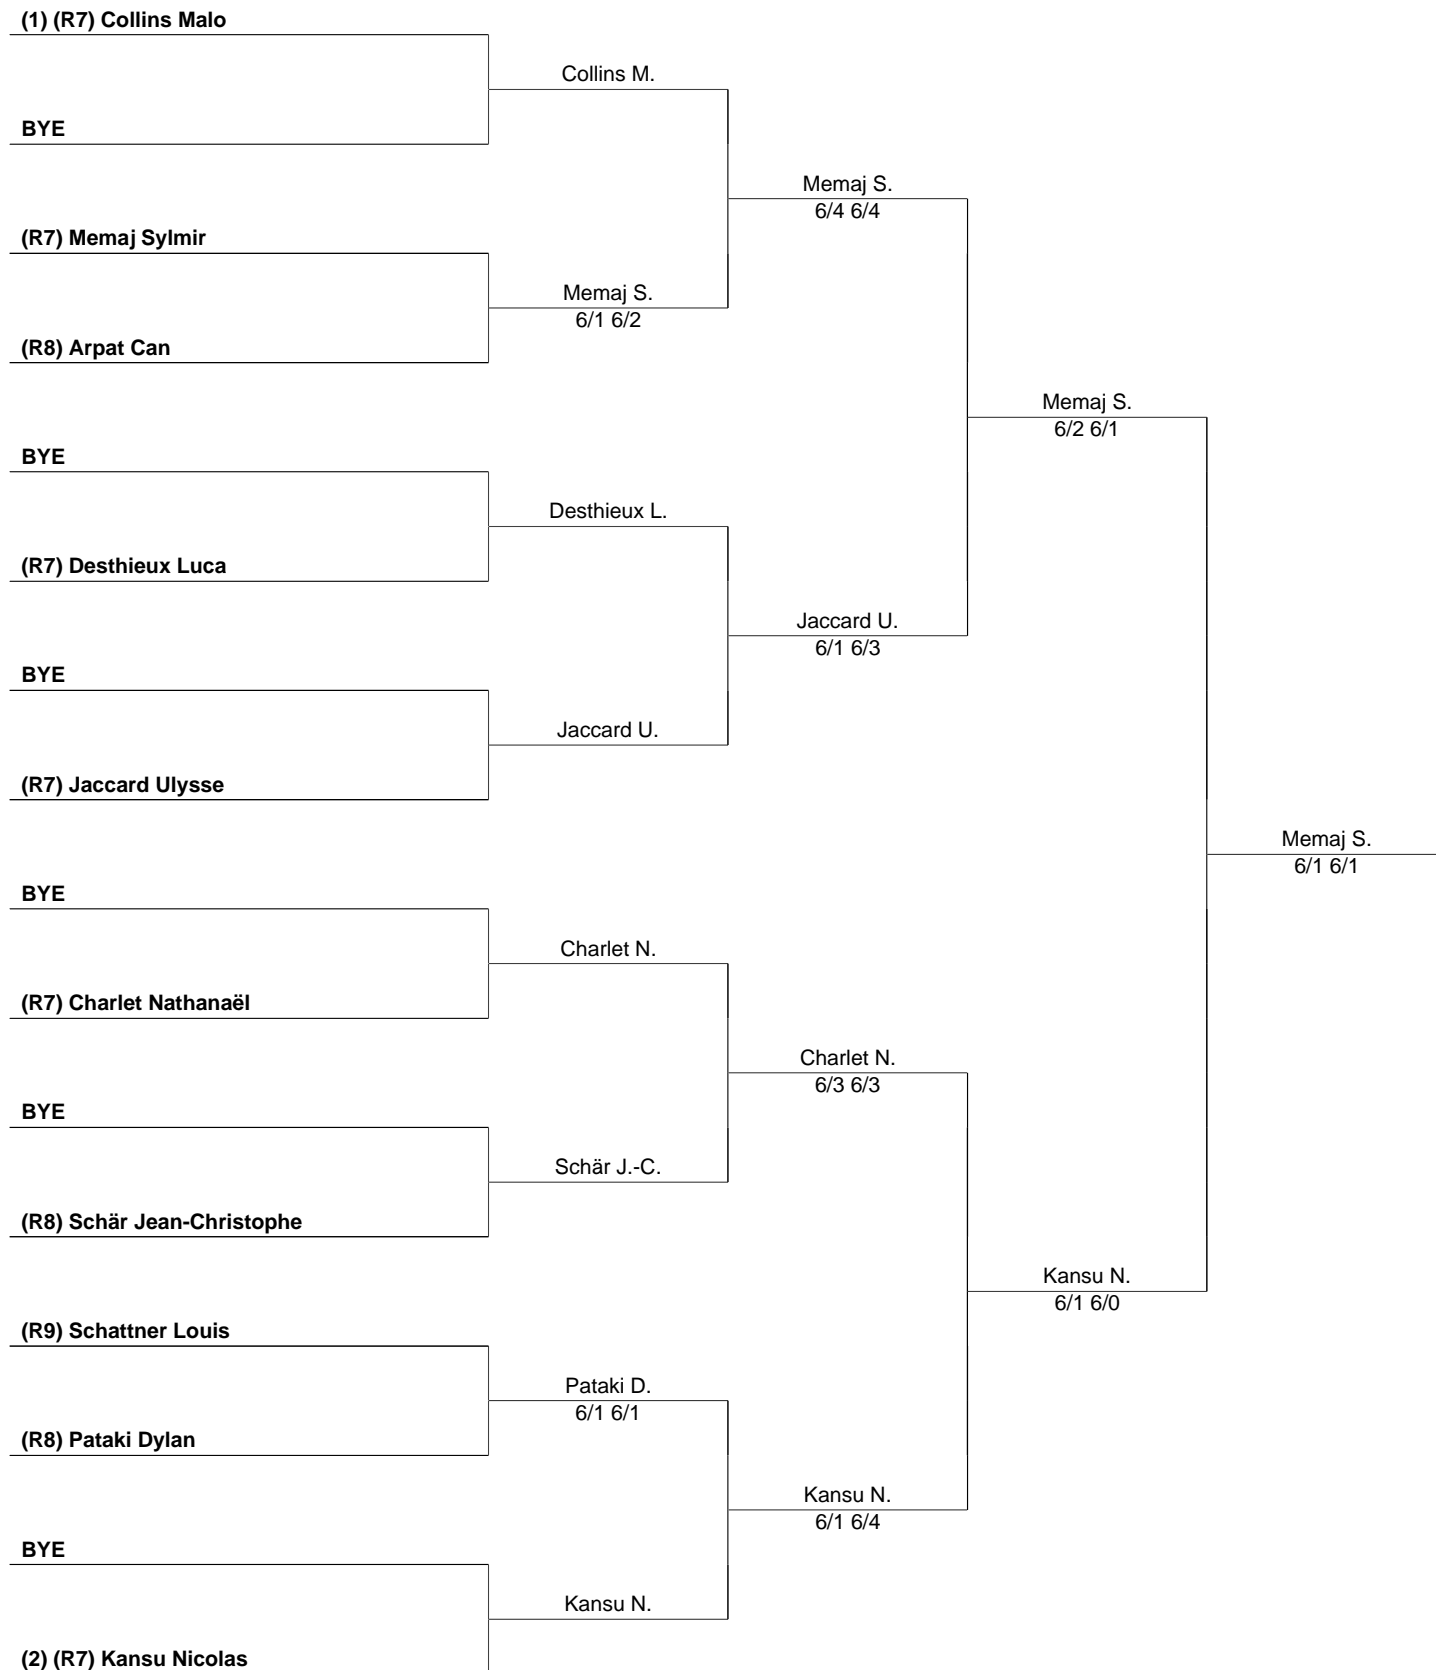 (1) (R7) Collins Malo
Collins M.
BYE
Memaj S.
6/4 6/4
(R7) Memaj Sylmir
Memaj S.
6/1 6/2
(R8) Arpat Can
Memaj S.
6/2 6/1
BYE
Desthieux L.
(R7) Desthieux Luca
Jaccard U.
6/1 6/3
BYE
Jaccard U.
(R7) Jaccard Ulysse
Memaj S.
6/1 6/1
BYE
Charlet N.
(R7) Charlet Nathanaël
Charlet N.
6/3 6/3
BYE
Schär J.-C.
(R8) Schär Jean-Christophe
Kansu N.
6/1 6/0
(R9) Schattner Louis
Pataki D.
6/1 6/1
(R8) Pataki Dylan
Kansu N.
6/1 6/4
BYE
Kansu N.
(2) (R7) Kansu Nicolas